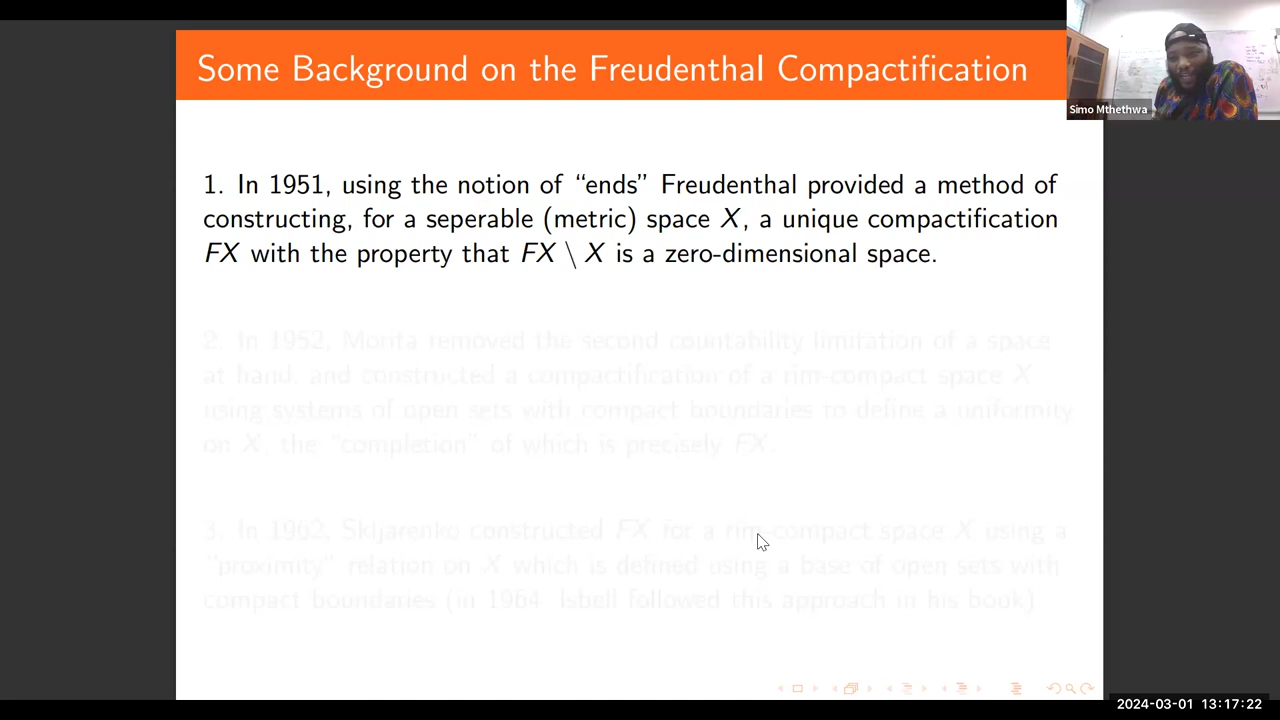 Some Background on the Freudenthal Compactification
Simo Mthethwa
1. In 1951, using the notion of “ends” Freudenthal provided a method of
constructing, for a seperable (metric) space X, a unique compactification
FX with the property that FX \ X is a zero-dimensional space.
2. In 1952, Morita removed the second countability limitation of a space
at hand, and constructed a compactification of a rim-compact space X
using systems of open sets with compact boundaries to define a uniformity
on X, the “completion” of which is precisely FX.
3. In 1962, Skljarenko constructed FX for a rim-compact space X using a
“proximity” relation on X which is defined using a base of open sets with
compact boundaries (in 1964 Isbell followed this approach in his book)
2024-03-01 13:17:22